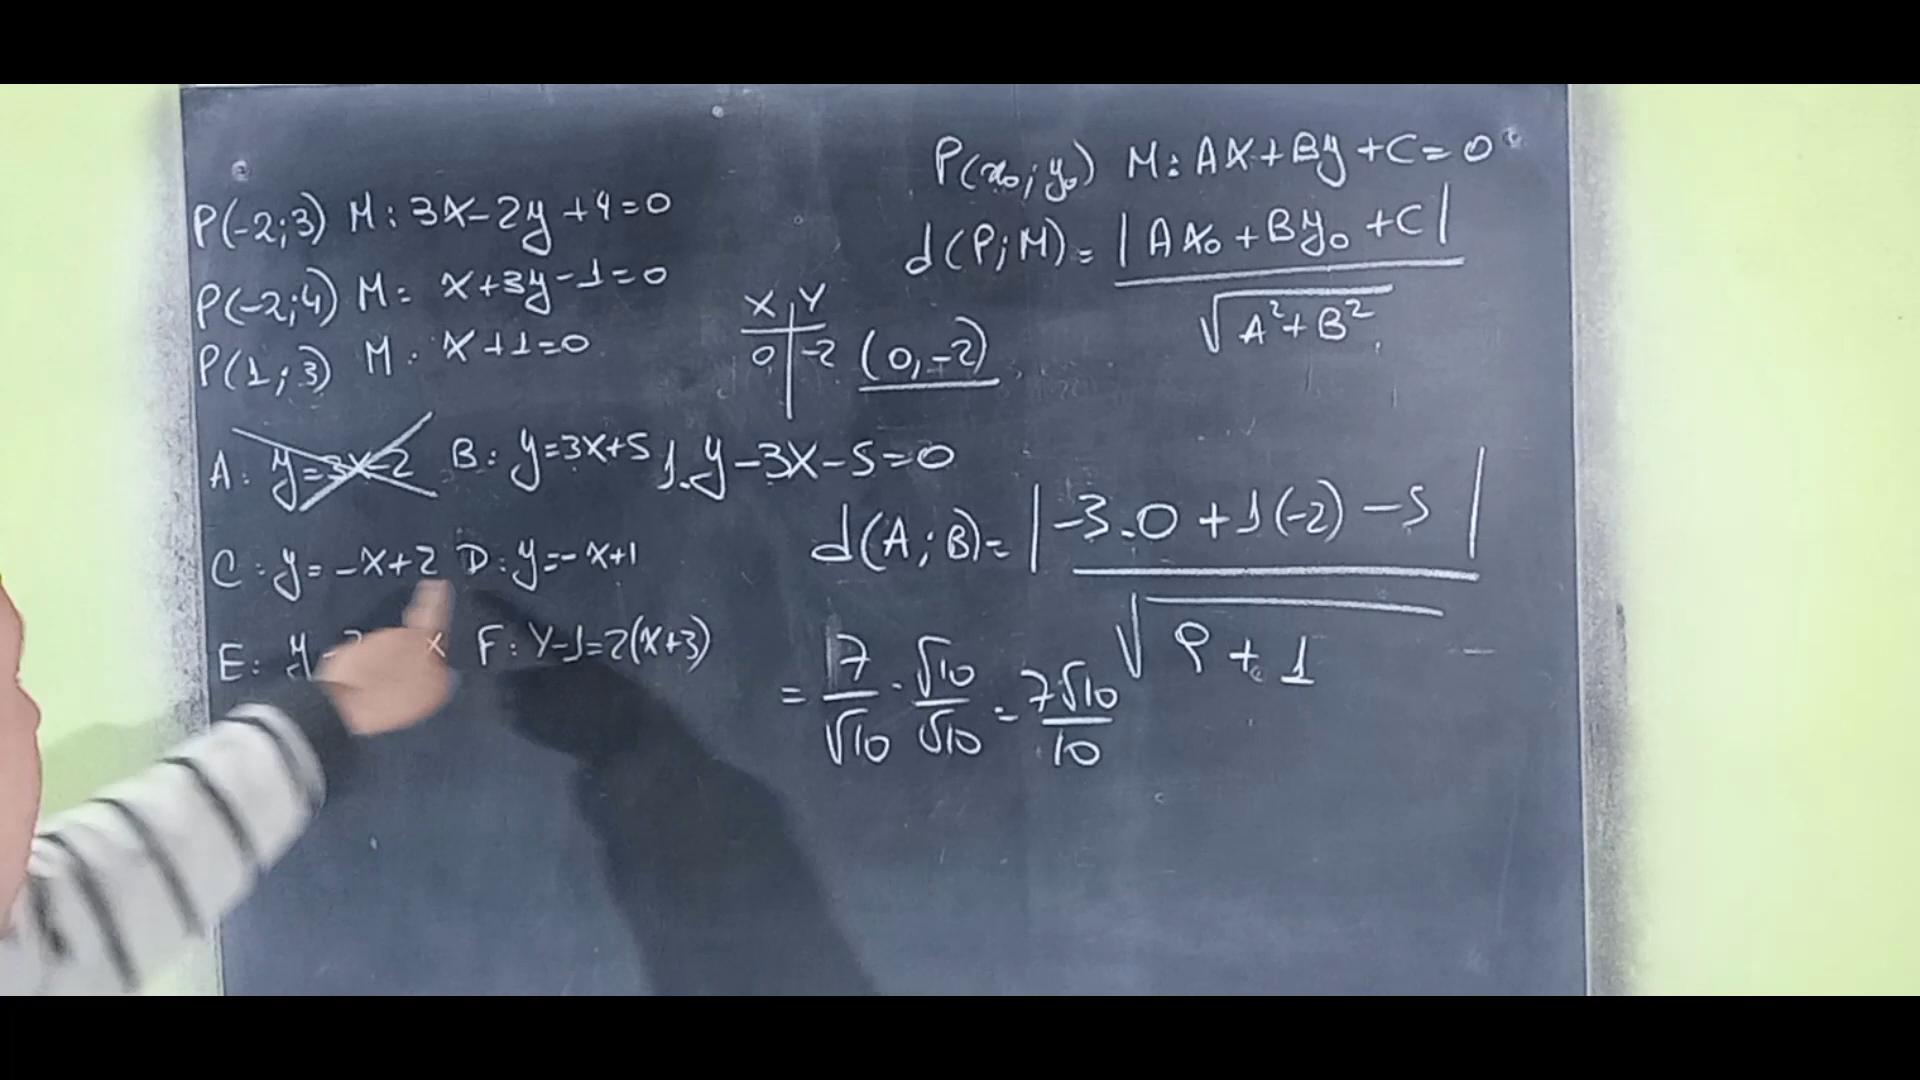 P(-2;3) M: 3x-2y+4=0
P(-2;4) M: x+3y-1=0
P(1;3) M: x+1=0
P(x₀;y₀) M: Ax+By+C=0
d(P;M)= |Ax₀+By₀+C|
√A²+B²
X Y
0 -2 (0,-2)
A: y=3x-2 B: y=3x+5 1.y-3x-5=0
C: y=-x+2 D: y=-x+1
E: y x F: y-1=2(x+3)
d(A;B)= |-3.0+1(-2)-5|
√9+1
= 7/√10 · √10/√10 = 7√10/10